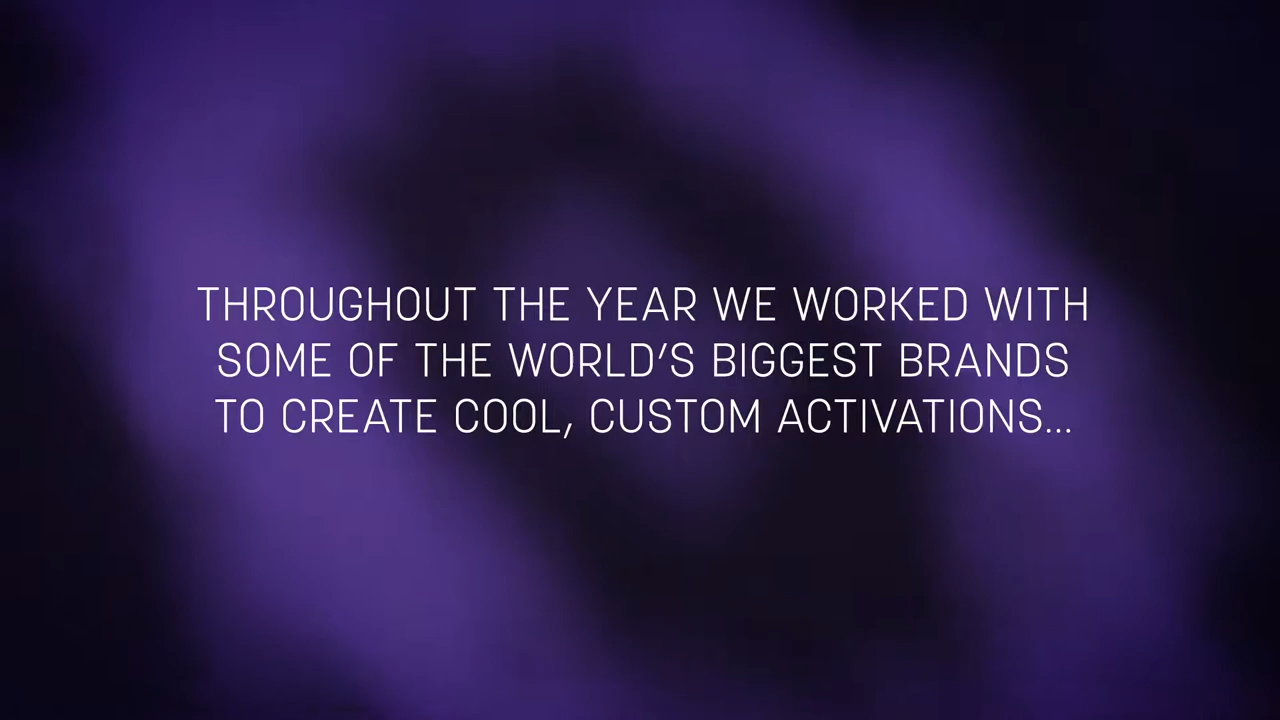 THROUGHOUT THE YEAR WE WORKED WITH
SOME OF THE WORLD'S BIGGEST BRANDS
TO CREATE COOL, CUSTOM ACTIVATIONS...